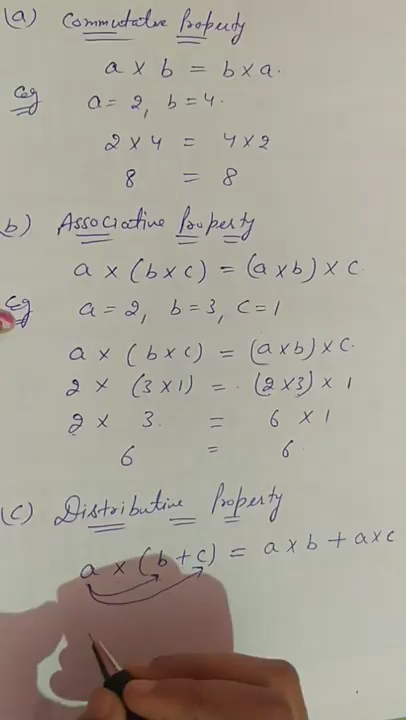 (a) Commutative Property
a × b = b × a.
eg a = 2, b = 4.
2 × 4 = 4 × 2
8 = 8
b) Associative Property
a × (b × c) = (a × b) × c.
eg a = 2, b = 3, c = 1
a × (b × c) = (a × b) × c.
2 × (3 × 1) = (2 × 3) × 1
2 × 3 = 6 × 1
6 = 6
(c) Distributive Property
a × (b + c) = a × b + a × c